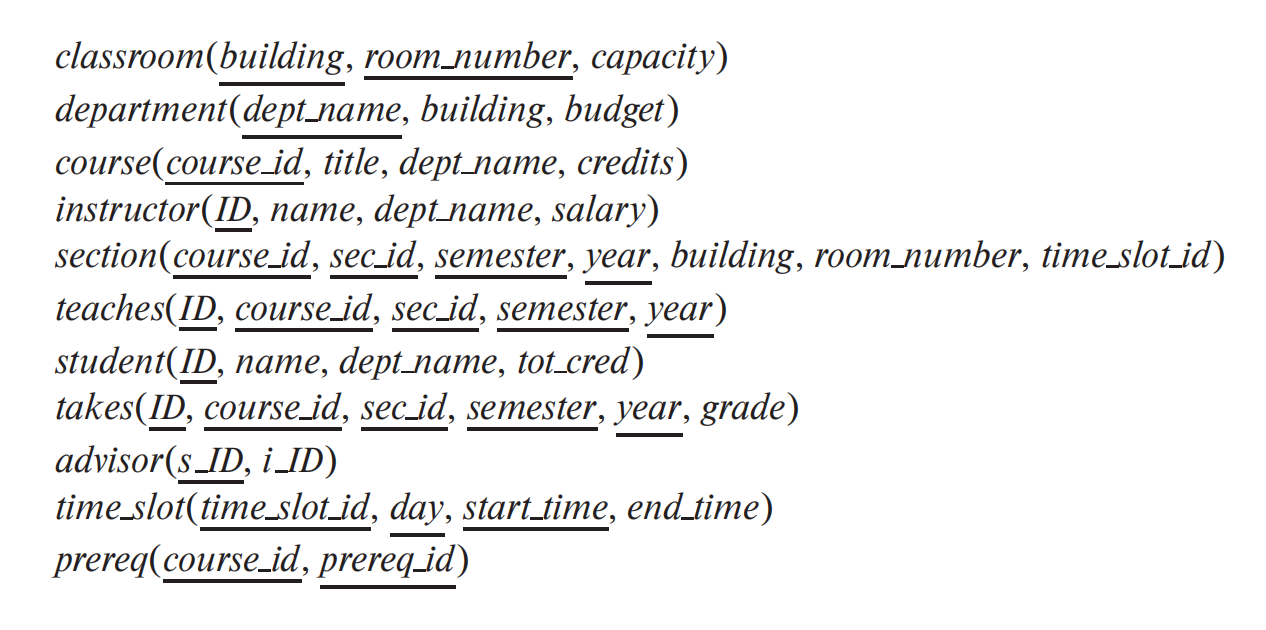 classroom(building, room_number, capacity)
department(dept_name, building, budget)
course(course_id, title, dept_name, credits)
instructor(ID, name, dept_name, salary)
section(course_id, sec_id, semester, year, building, room_number, time_slot_id)
teaches(ID, course_id, sec_id, semester, year)
student(ID, name, dept_name, tot_cred)
takes(ID, course_id, sec_id, semester, year, grade)
advisor(s_ID, i_ID)
time_slot(time_slot_id, day, start_time, end_time)
prereq(course_id, prereq_id)